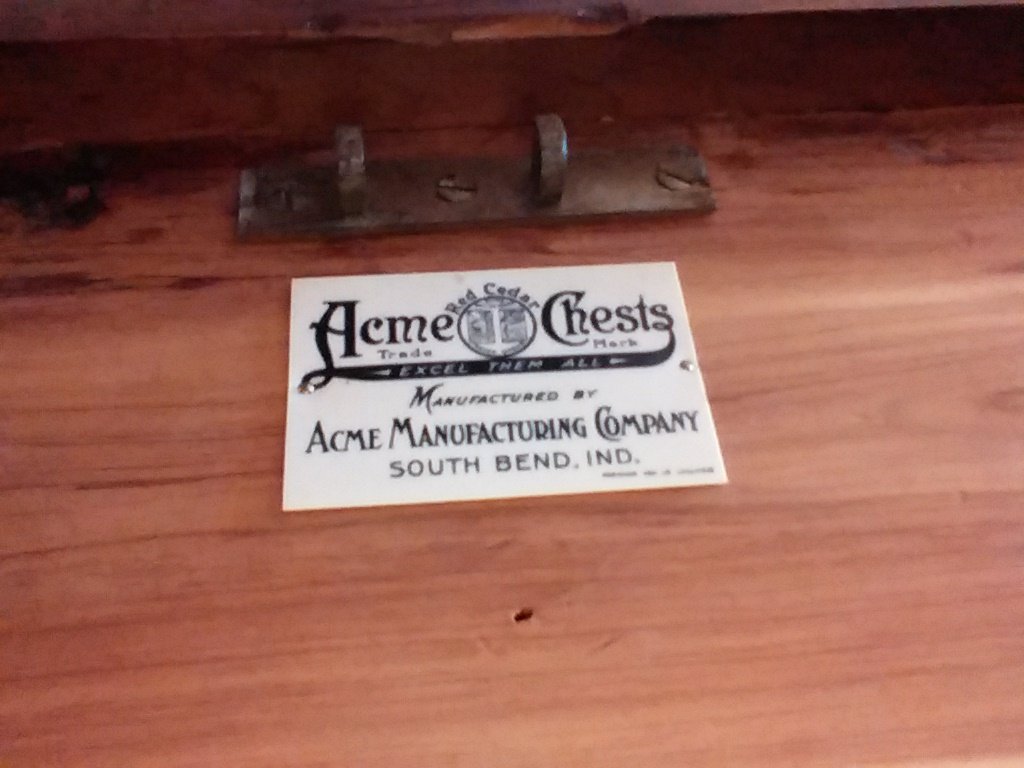 Acme Red Cedar Chests
Trade Mark
EXCEL THEM ALL
MANUFACTURED BY
ACME MANUFACTURING COMPANY
SOUTH BEND, IND.